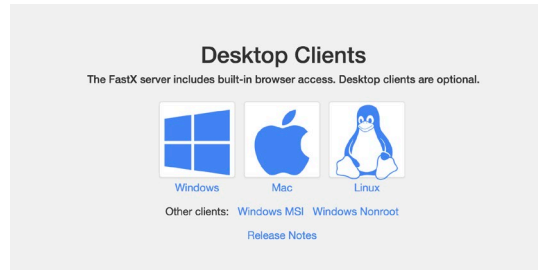 Desktop Clients
The FastX server includes built-in browser access. Desktop clients are optional.
Windows Mac Linux
Other clients: Windows MSI Windows Nonroot
Release Notes